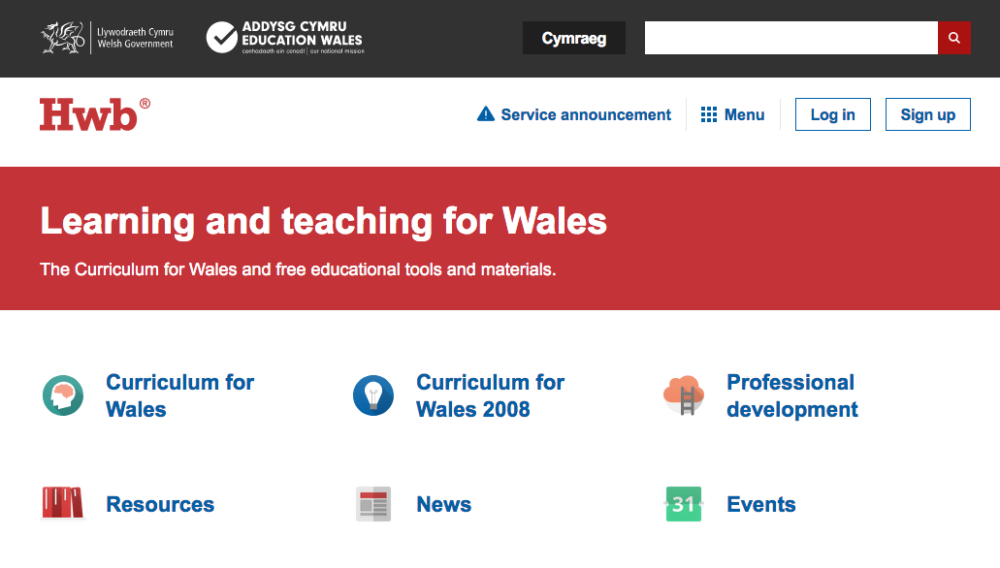 Llywodraeth Cymru
Welsh Government
ADDYSG CYMRU
EDUCATION WALES
cenhadaeth ein cenedl | our national mission
Cymraeg
Hwb®
Service announcement
Menu
Log in
Sign up
Learning and teaching for Wales
The Curriculum for Wales and free educational tools and materials.
Curriculum for
Wales
Curriculum for
Wales 2008
Professional
development
Resources
News
31
Events